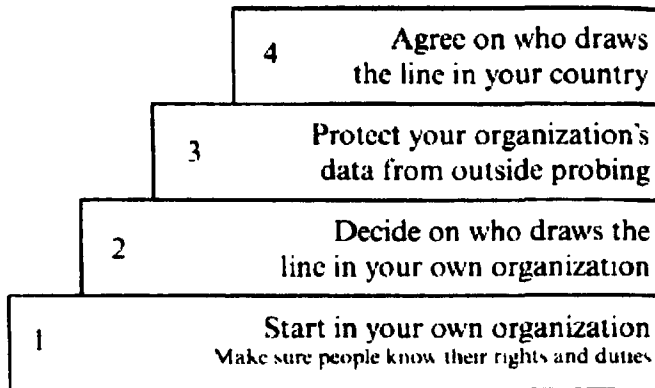 4
Agree on who draws
the line in your country
3
Protect your organization's
data from outside probing
2
Decide on who draws the
line in your own organization
1
Start in your own organization
Make sure people know their rights and duties